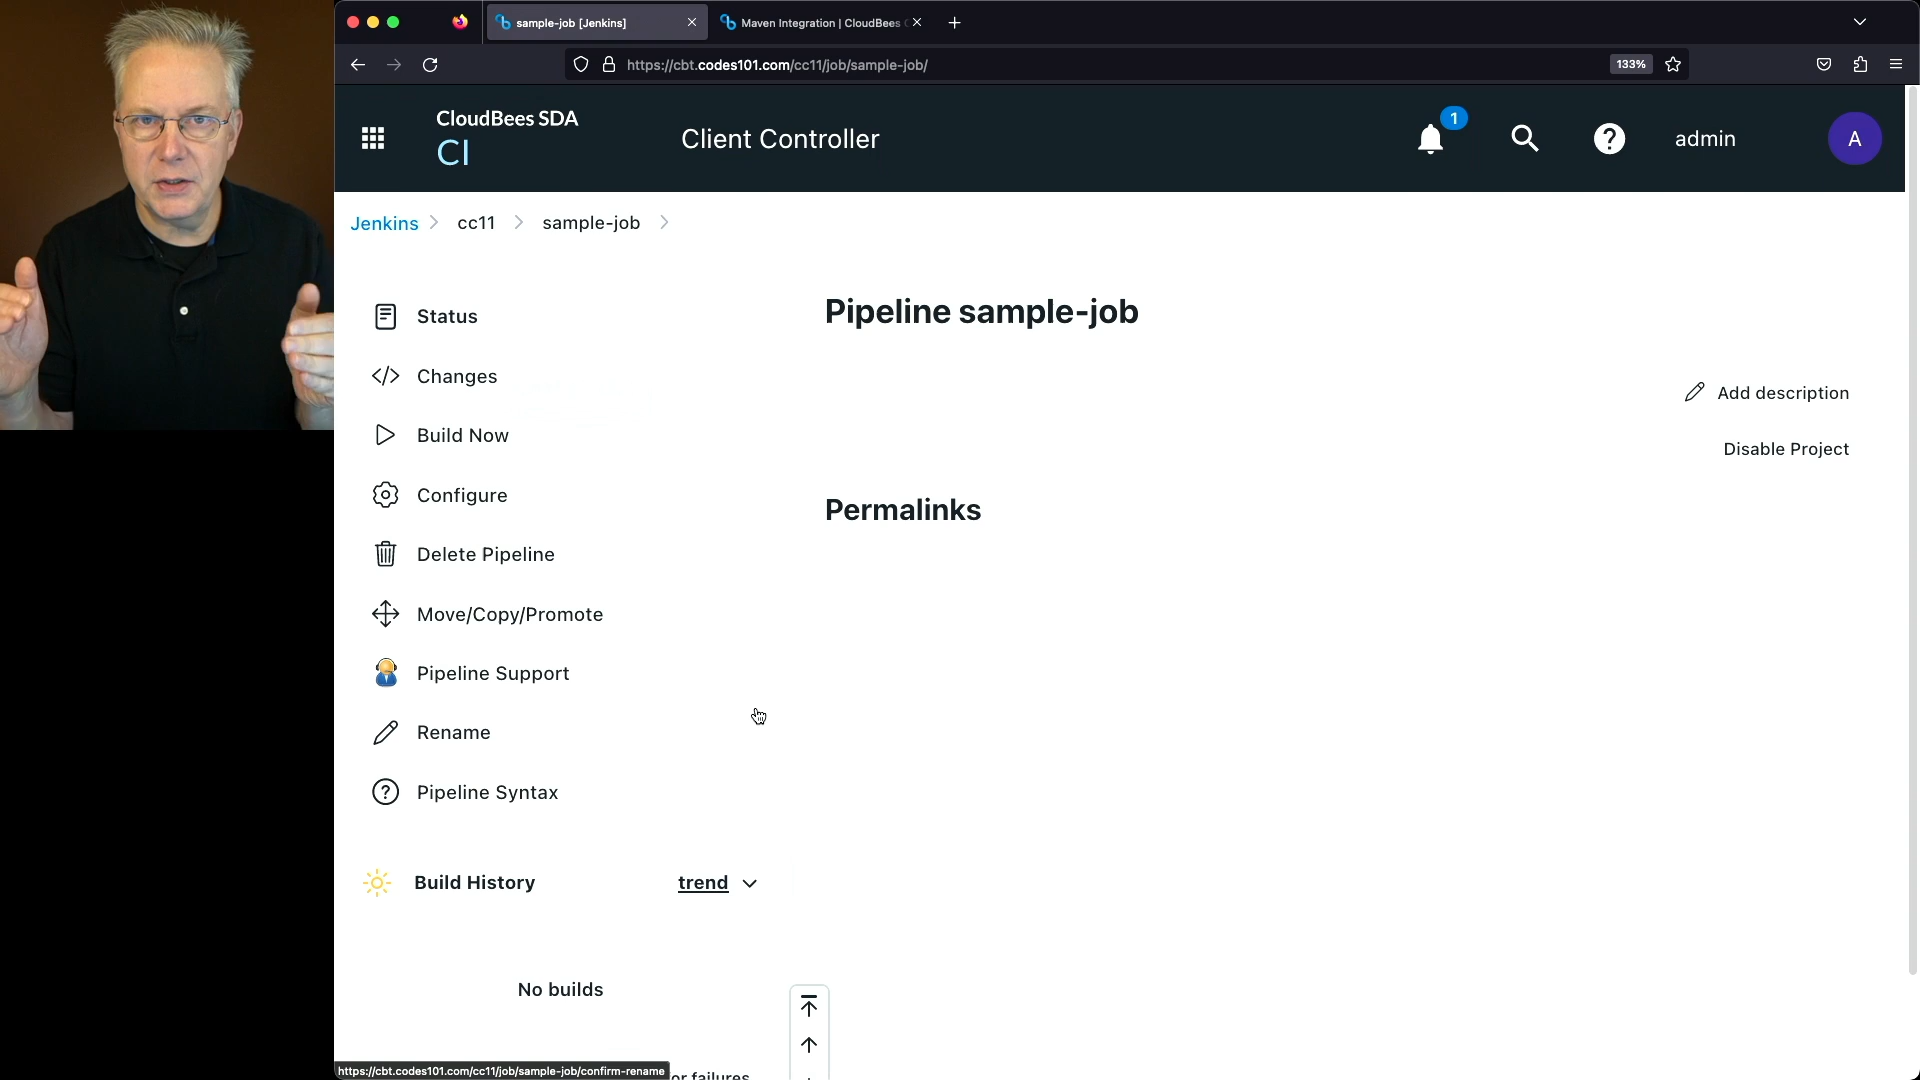 sample-job [Jenkins]
Maven Integration | CloudBees
https://cbt.codes101.com/cc11/job/sample-job/
133%
CloudBees SDA
CI
Client Controller
1
?
admin
A
Jenkins
cc11
sample-job
Status
Pipeline sample-job
Changes
Add description
Build Now
Disable Project
Configure
Permalinks
Delete Pipeline
Move/Copy/Promote
Pipeline Support
Rename
Pipeline Syntax
Build History
trend
No builds
https://cbt.codes101.com/cc11/job/sample-job/confirm-rename
or failures